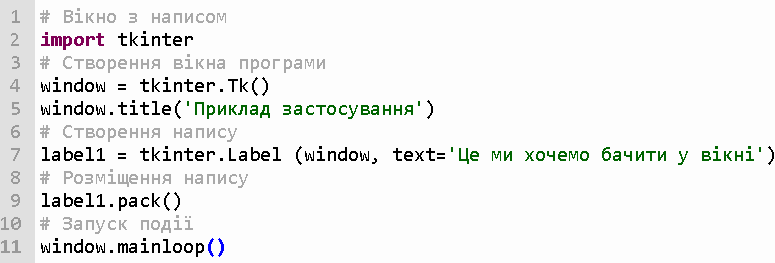 1 # Вікно з написом
2 import tkinter
3 # Створення вікна програми
4 window = tkinter.Tk()
5 window.title('Приклад застосування')
6 # Створення напису
7 label1 = tkinter.Label (window, text='Це ми хочемо бачити у вікні')
8 # Розміщення напису
9 label1.pack()
10 # Запуск події
11 window.mainloop()